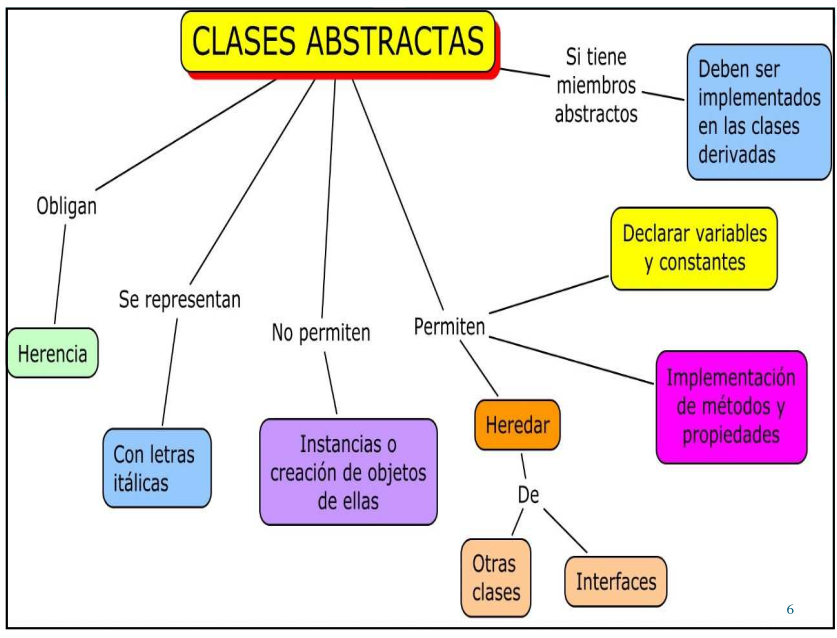 CLASES ABSTRACTAS
Si tiene
miembros
abstractos
Deben ser
implementados
en las clases
derivadas
Obligan
Herencia
Se representan
Con letras
itálicas
No permiten
Instancias o
creación de objetos
de ellas
Permiten
Declarar variables
y constantes
Implementación
de métodos y
propiedades
Heredar
De
Otras
clases
Interfaces
6